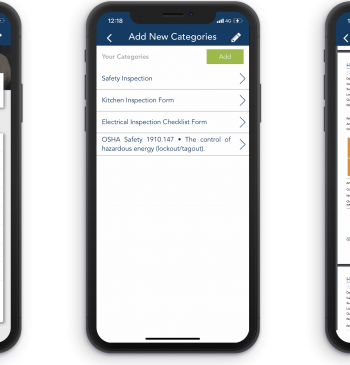 12:18
4G
Add New Categories
Your Categories
Add
Safety Inspection
Kitchen Inspection Form
Electrical Inspection Checklist Form
OSHA Safety 1910.147 • The control of
hazardous energy (lockout/tagout).